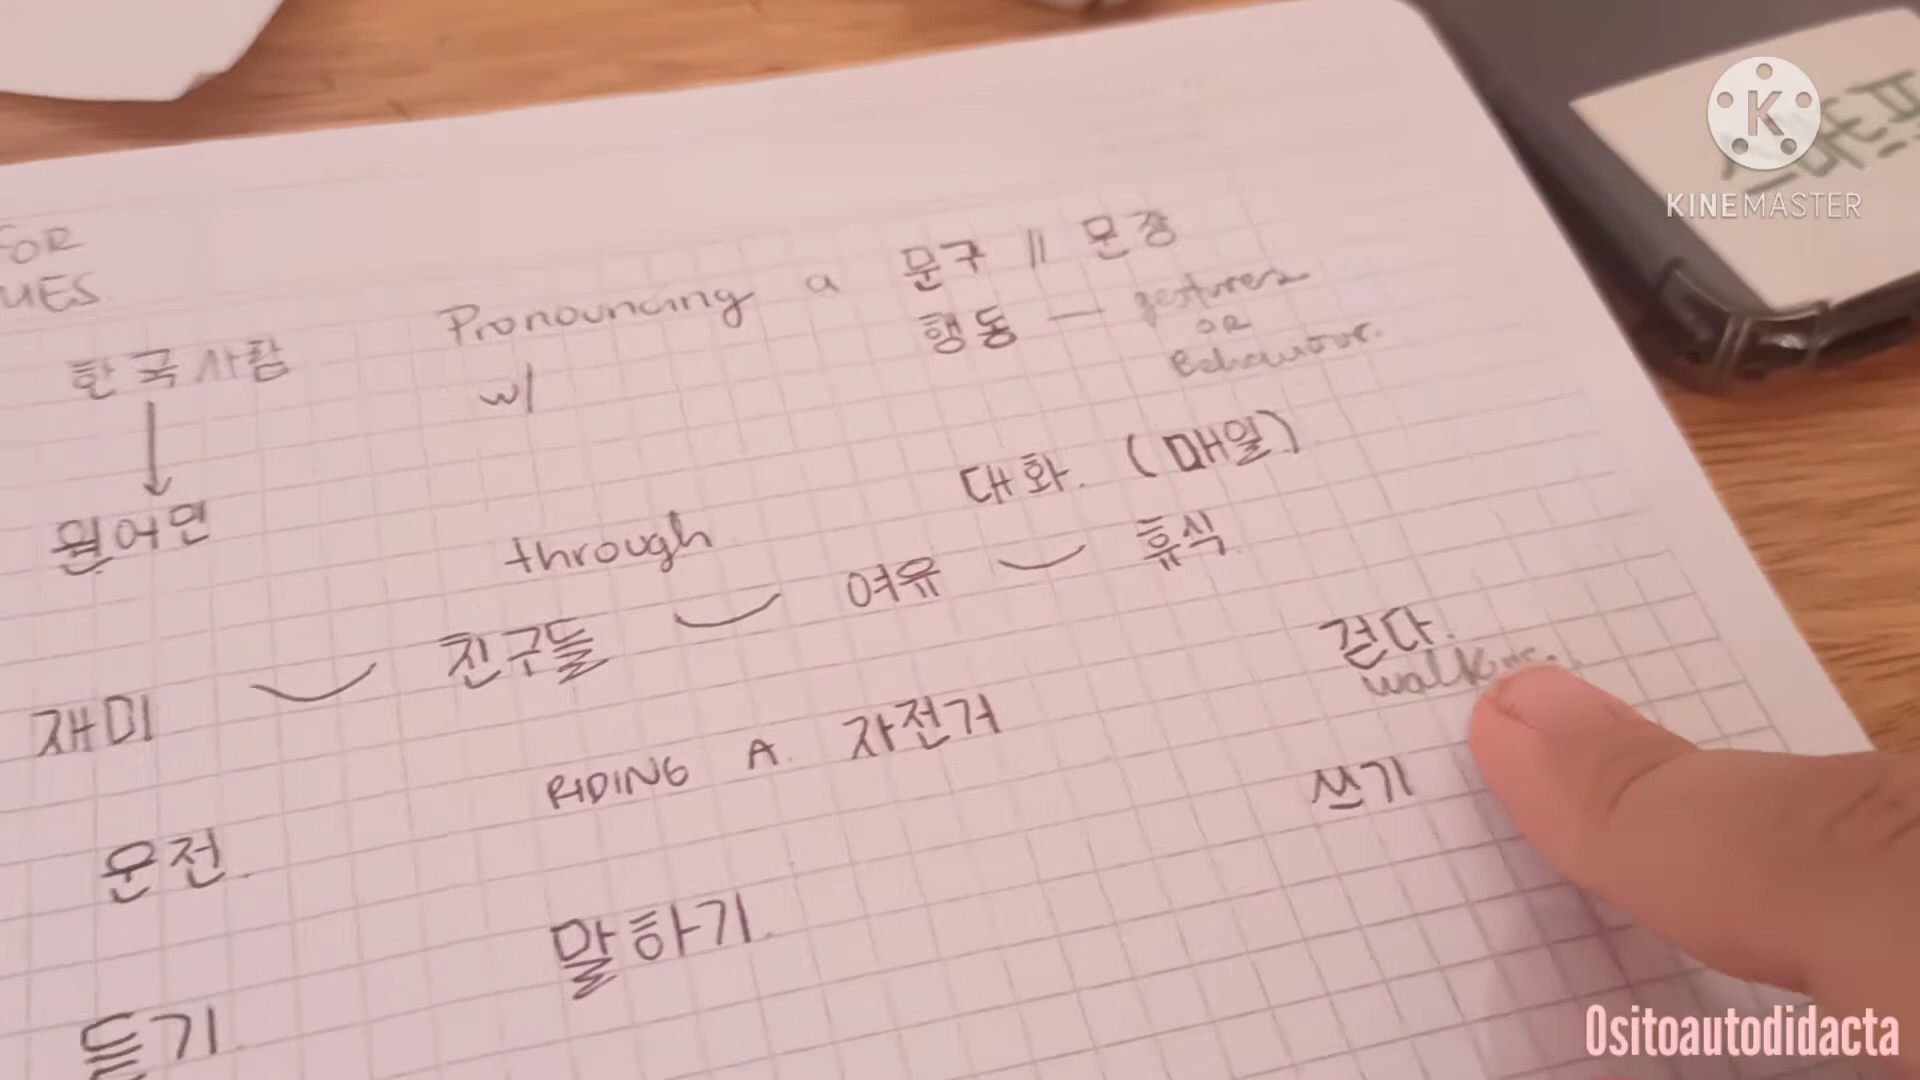 FOR
UES
Pronouncing a 문구 // 문장
행동 — gestures
OR
Behaviour.
한국사람
w/
대화. (매일)
원어민
through
재미 친구들 여유 휴식
걷다.
walking.
RIDING A. 자전거
쓰기
운전.
말하기.
듣기
K
KINEMASTER
Ositoautodidacta